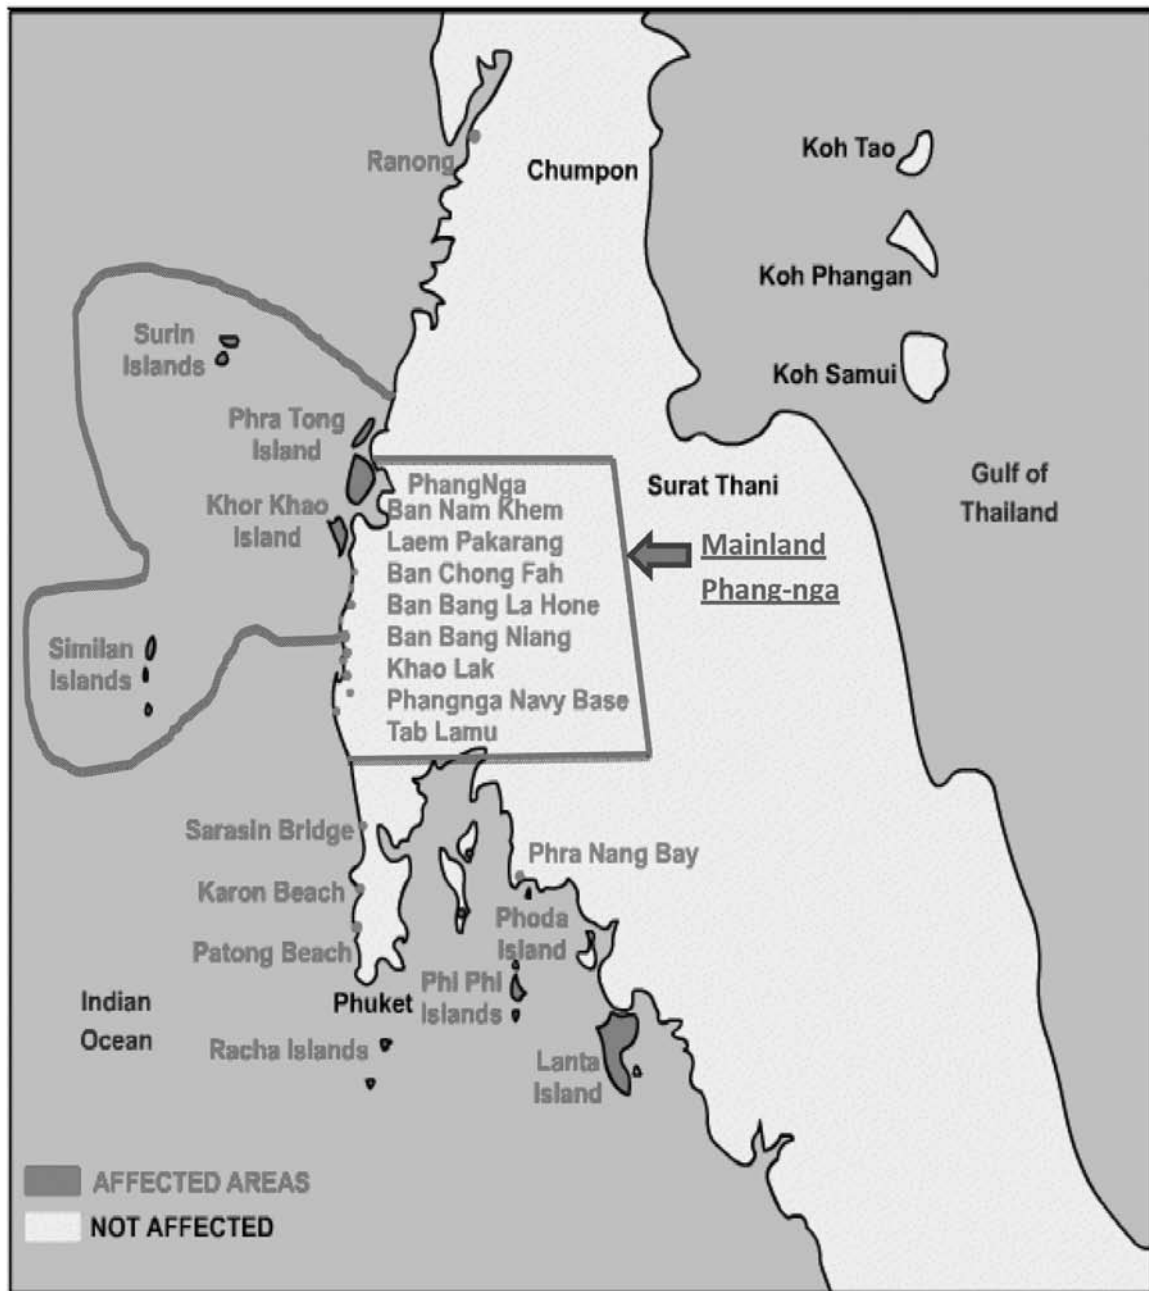 Ranong
Chumpon
Koh Tao
Koh Phangan
Koh Samui
Surin
Islands
Phra Tong
Island
Khor Khao
Island
PhangNga
Ban Nam Khem
Laem Pakarang
Ban Chong Fah
Ban Bang La Hone
Ban Bang Niang
Khao Lak
Phangnga Navy Base
Tab Lamu
Surat Thani
Mainland
Phang-nga
Gulf of
Thailand
Similan
islands
Sarasin Bridge
Karon Beach
Patong Beach
Phra Nang Bay
Phoda
Island
Phi Phi
Islands
Indian
Ocean
Phuket
Racha Islands
Lanta
Island
AFFECTED AREAS
NOT AFFECTED